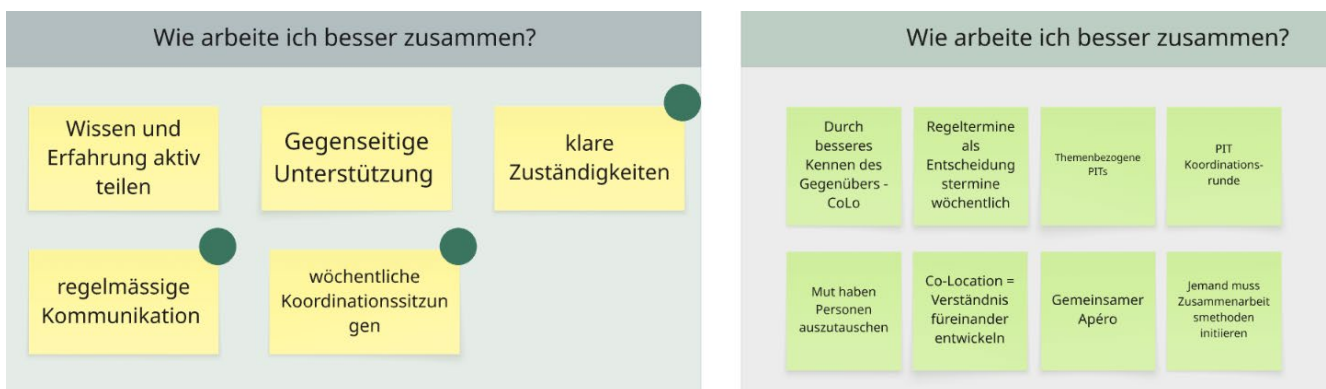 Wie arbeite ich besser zusammen?
Wissen und
Erfahrung aktiv
teilen
Gegenseitige
Unterstützung
klare
Zuständigkeiten
regelmässige
Kommunikation
wöchentliche
Koordinationssitzun
gen
Wie arbeite ich besser zusammen?
Durch
besseres
Kennen des
Gegenübers -
CoLo
Regeltermine
als
Entscheidung
stermine
wöchentlich
Themenbezogene
PITs
PIT
Koordinations-
runde
Mut haben
Personen
auszutauschen
Co-Location =
Verständnis
füreinander
entwickeln
Gemeinsamer
Apéro
Jemand muss
Zusammenarbeit
smethoden
initiieren